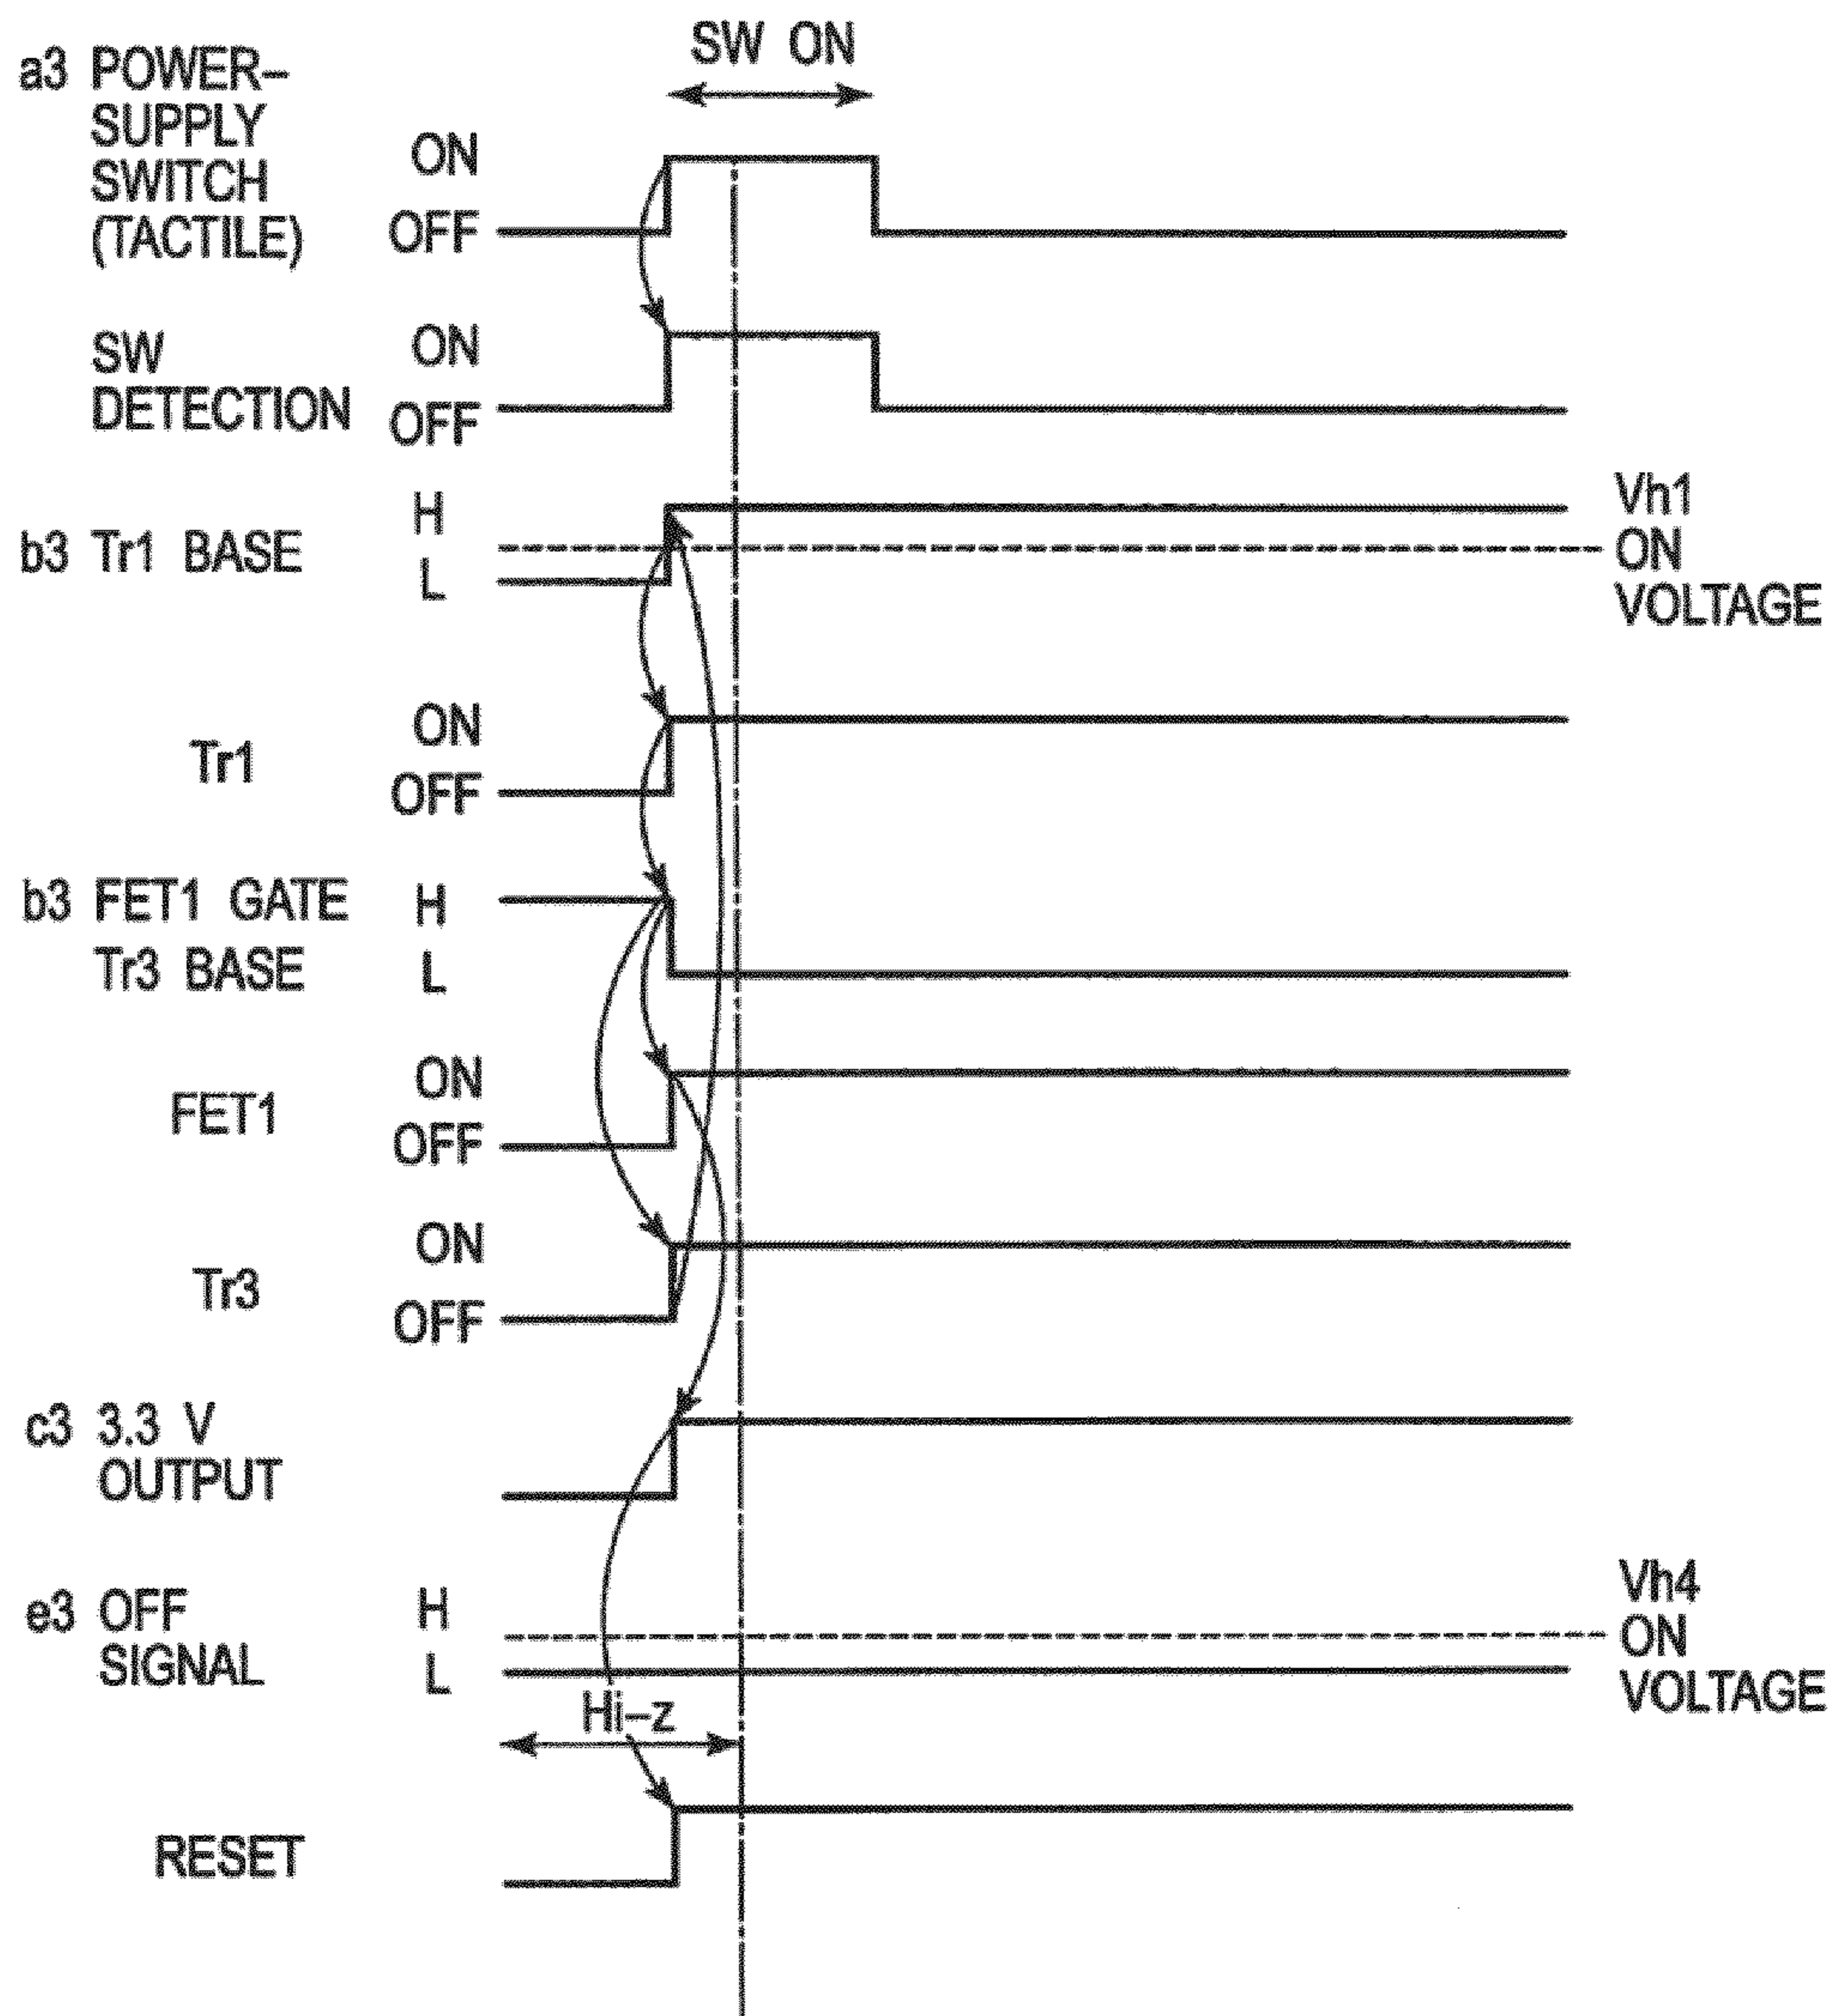 SW ON
a3 POWER-
SUPPLY
SWITCH
(TACTILE)
ON
OFF
SW
DETECTION
ON
OFF
b3 Tr1 BASE
H
L
Vh1
ON
VOLTAGE
Tr1
ON
OFF
b3 FET1 GATE
Tr3 BASE
H
L
FET1
ON
OFF
Tr3
ON
OFF
c3 3.3 V
OUTPUT
e3 OFF
SIGNAL
H
L
Vh4
ON
VOLTAGE
Hi-z
RESET